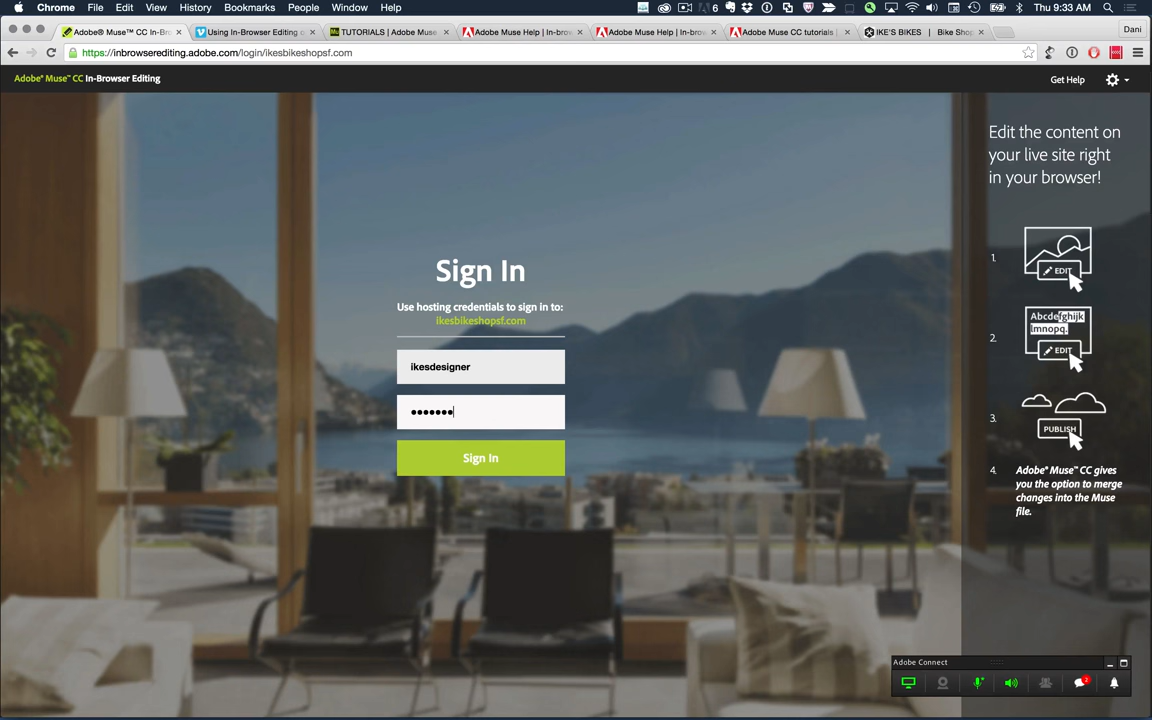 Chrome File Edit View History Bookmarks People Window Help 6 Thu 9:33 AM
Adobe® Muse™ CC In-Br Using In-Browser Editing o TUTORIALS | Adobe Muse Adobe Muse Help | In-brow Adobe Muse Help | In-brow Adobe Muse CC tutorials | IKE'S BIKES | Bike Shop Dani
https://inbrowserediting.adobe.com/login/ikesbikeshopsf.com
Adobe® Muse™ CC In-Browser Editing Get Help
Edit the content on
your live site right
in your browser!
Sign In
Use hosting credentials to sign in to:
ikesbikeshopsf.com
ikesdesigner
•••••••
Sign In
1.
EDIT
2.
Abcdefghijk
lmnopq,
EDIT
3.
PUBLISH
4. Adobe® Muse™ CC gives
you the option to merge
changes into the Muse
file.
Adobe Connect
2